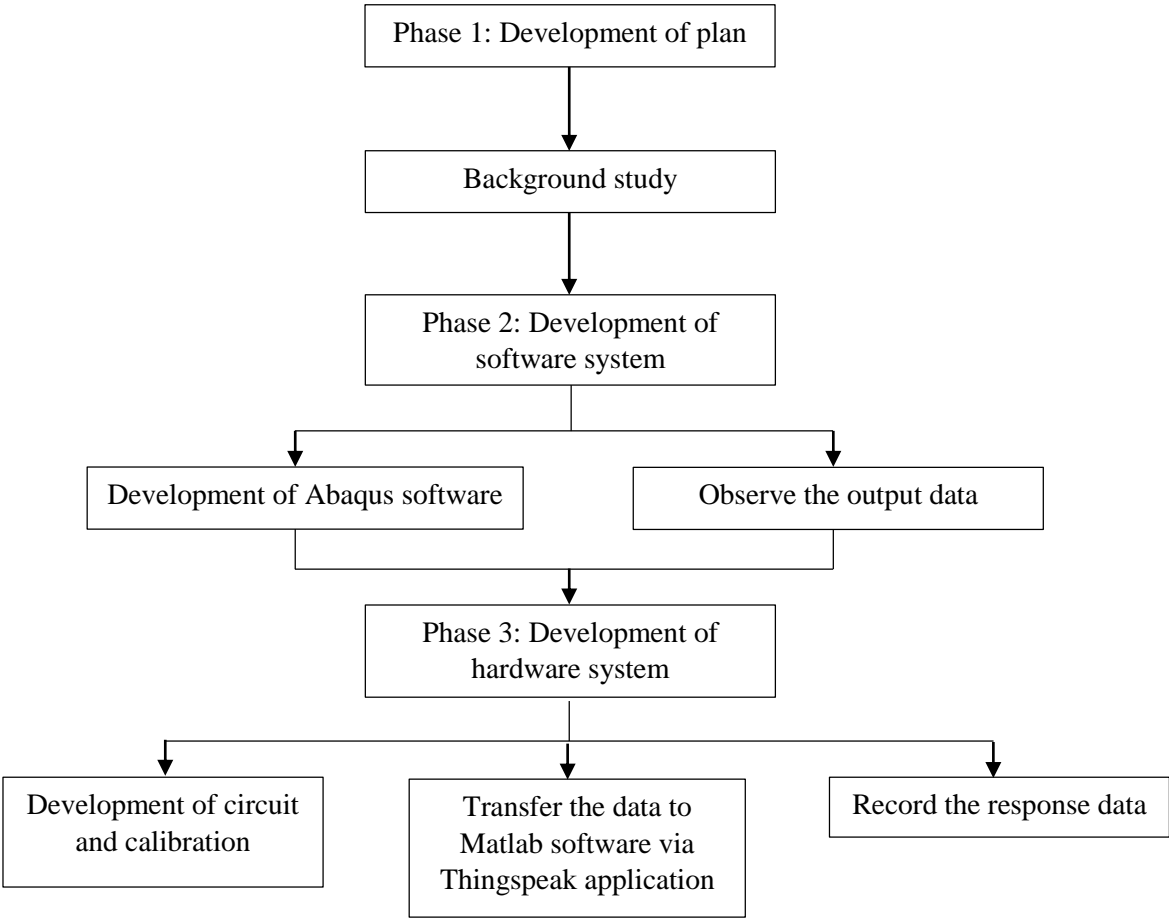 Phase 1: Development of plan
Background study
Phase 2: Development of
software system
Development of Abaqus software
Observe the output data
Phase 3: Development of
hardware system
Development of circuit
and calibration
Transfer the data to
Matlab software via
Thingspeak application
Record the response data